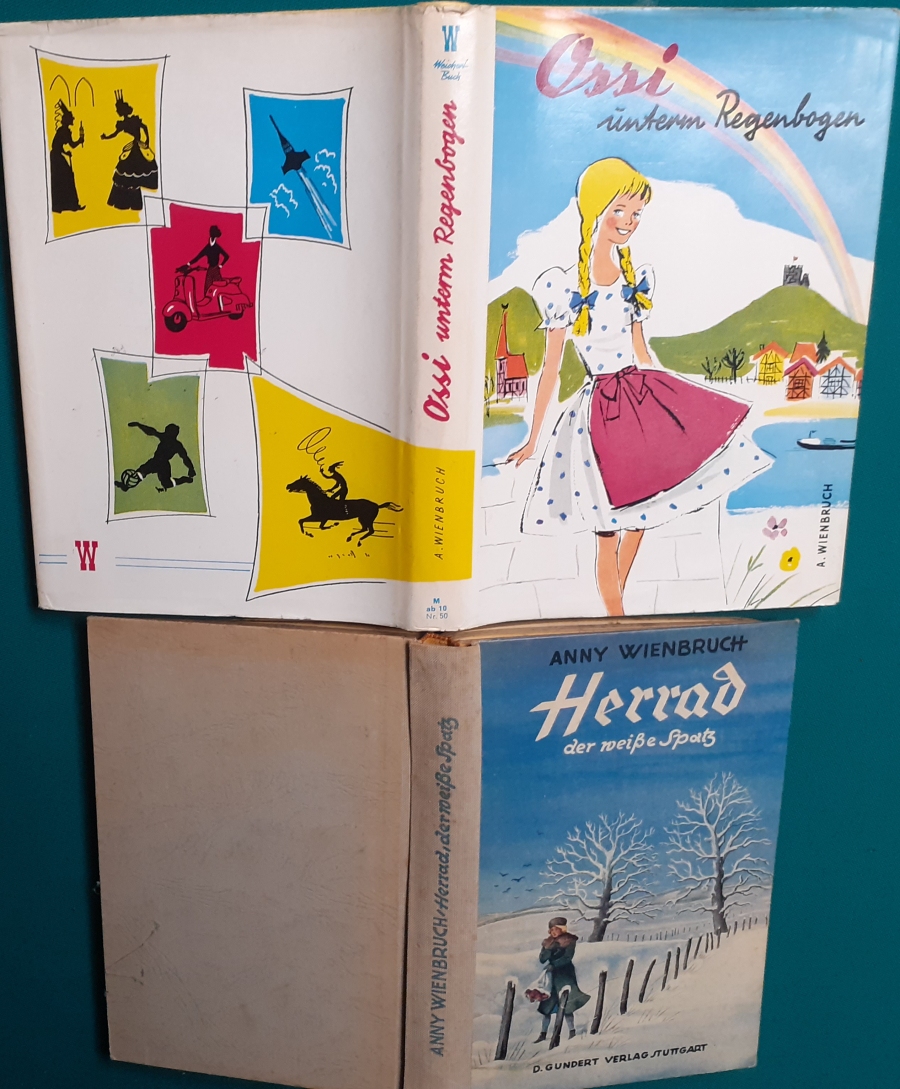 W
Weichert-
Buch
Ossi unterm Regenbogen
A. WIENBRUCH
M
ab 10
Nr. 50
W
Ossi
unterm Regenbogen
A. WIENBRUCH
ANNY WIENBRUCH/Herrad, der weiße Spatz
ANNY WIENBRUCH
Herrad
der weiße Spatz
D. GUNDERT VERLAG STUTTGART